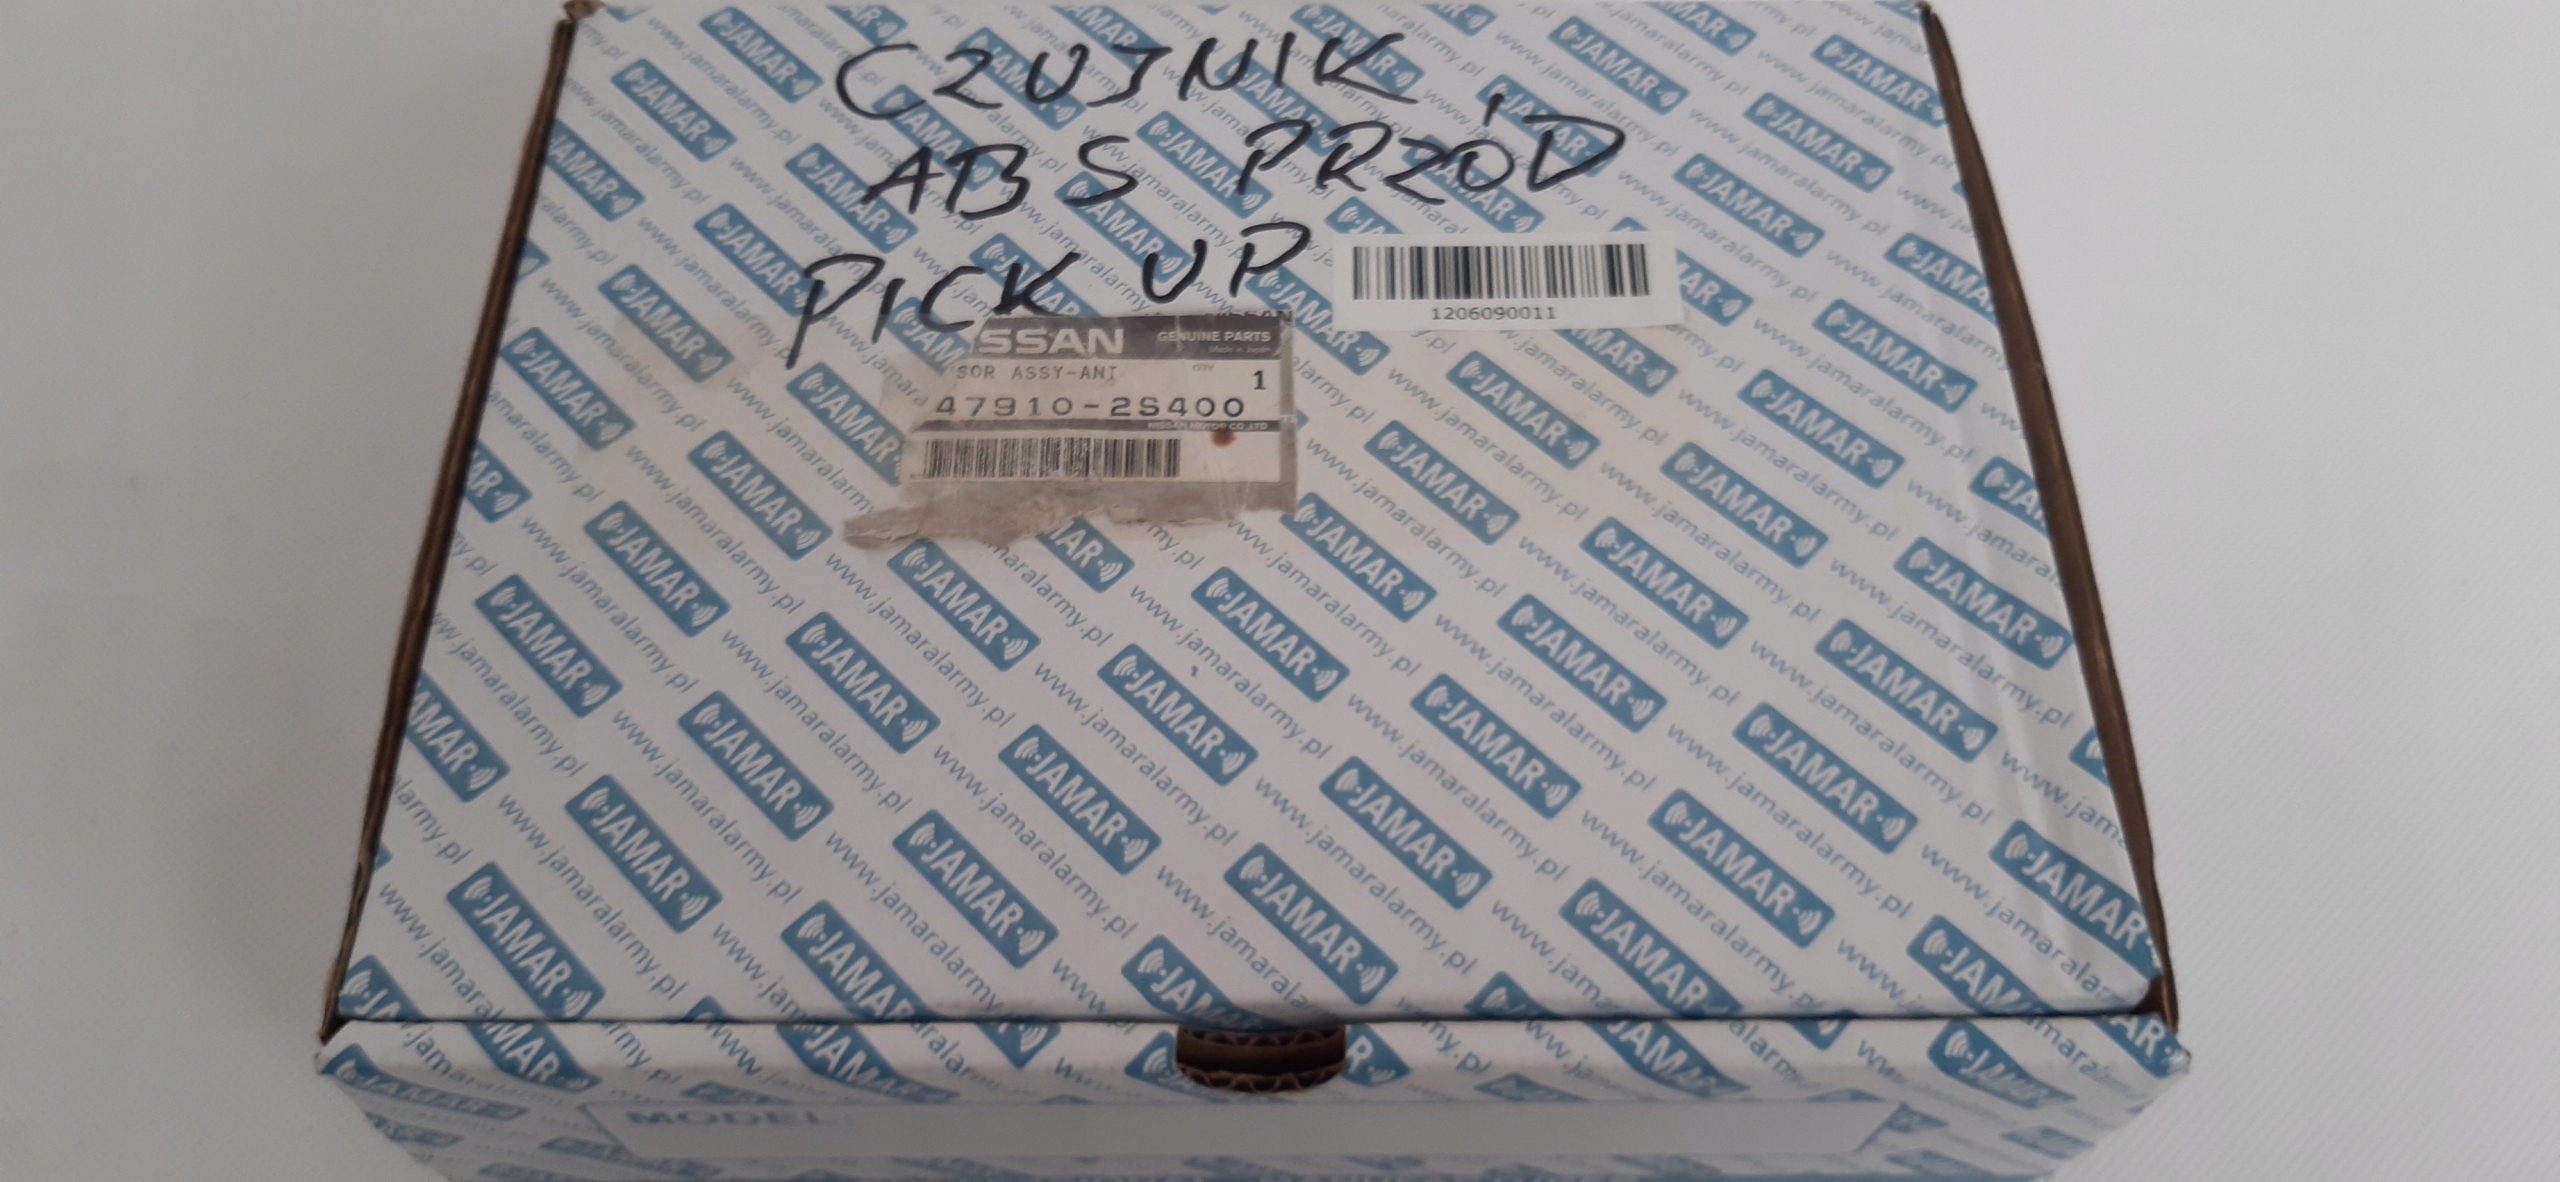 CZUJNIK
ABS PRZÓD
PICK UP
1206090011
SSAN
GENUINE PARTS
Made in Japan
SOR ASSY-ANT
QTY
1
47910-2S400
NISSAN MOTOR CO.,LTD
JAMAR
www.jamaralarmy.pl
MODEL: